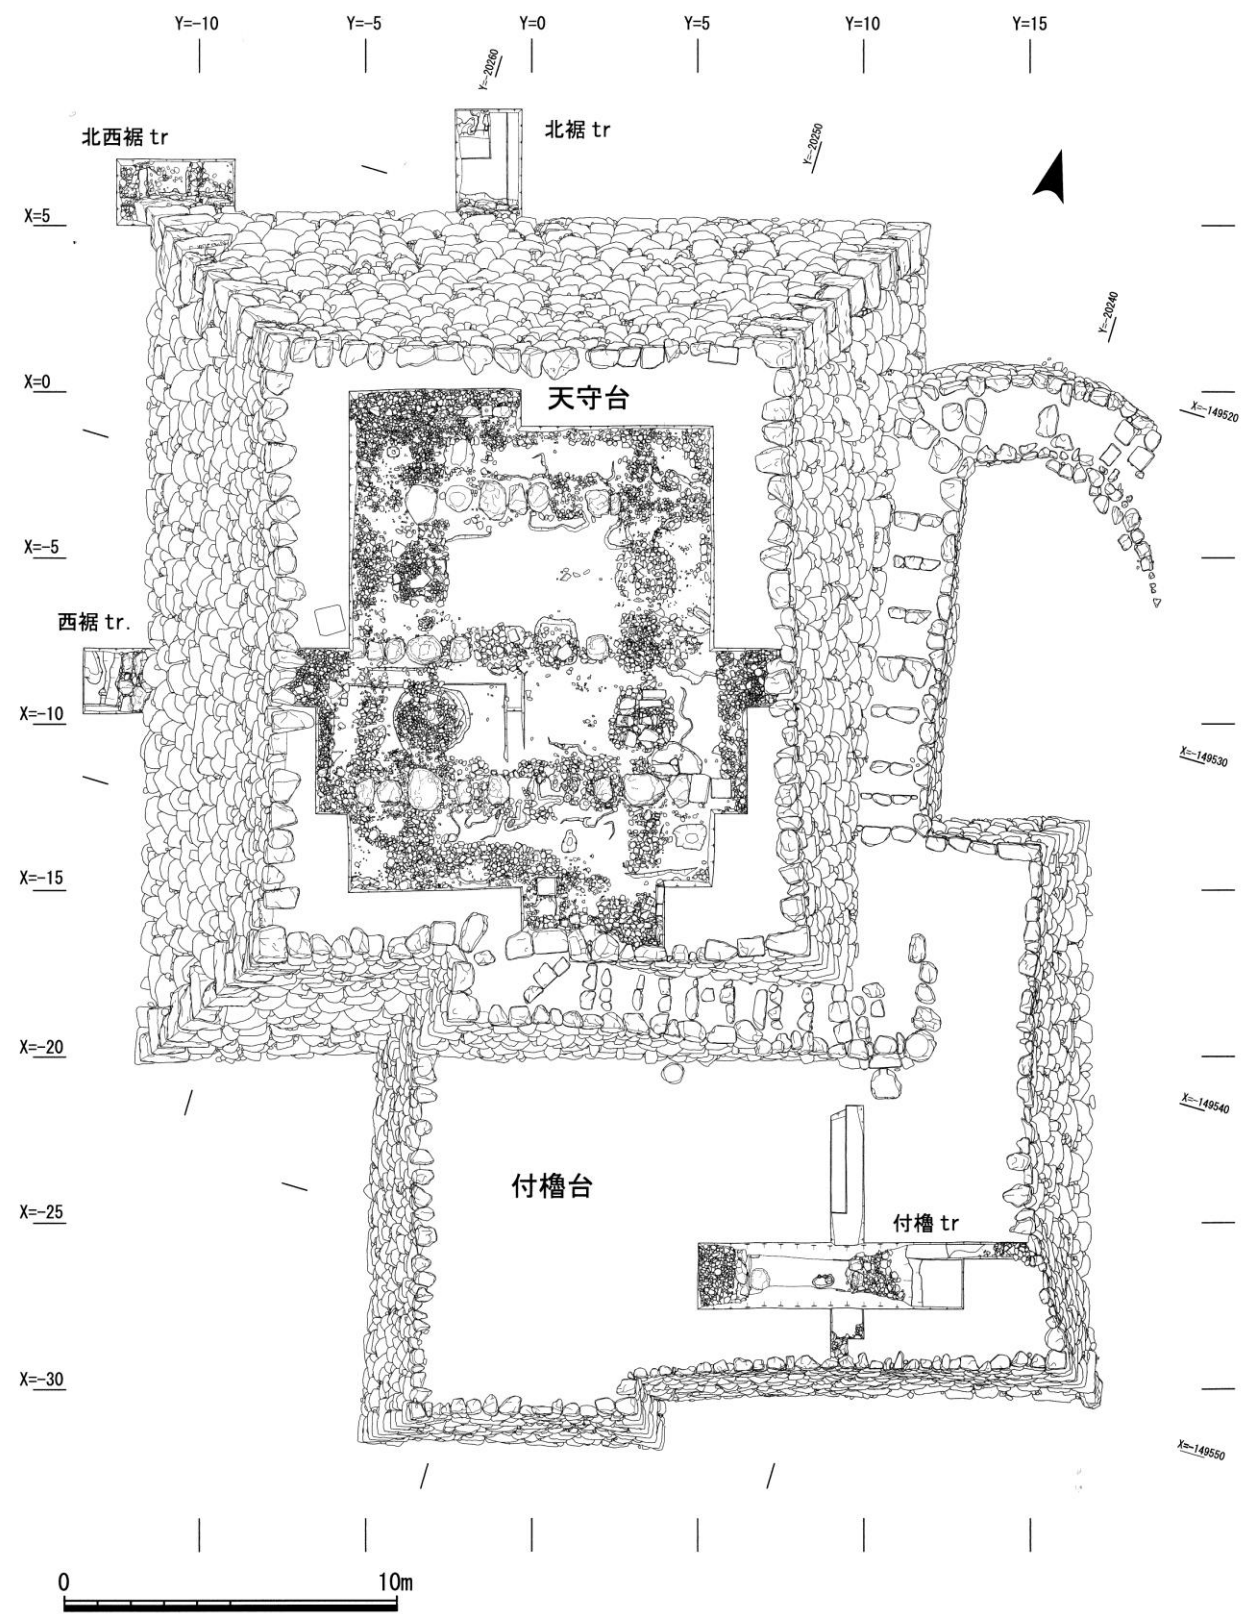 Y=-10 Y=-5 Y=0 Y=5 Y=10 Y=15
Y=-20260
北西裾 tr
北裾 tr
Y=-20250
X=5
Y=-20240
X=0
天守台
X=-149520
X=-5
西裾 tr.
X=-10
X=-149530
X=-15
X=-20
X=-149540
付櫓台
X=-25
付櫓 tr
X=-30
X=-149550
0 10m